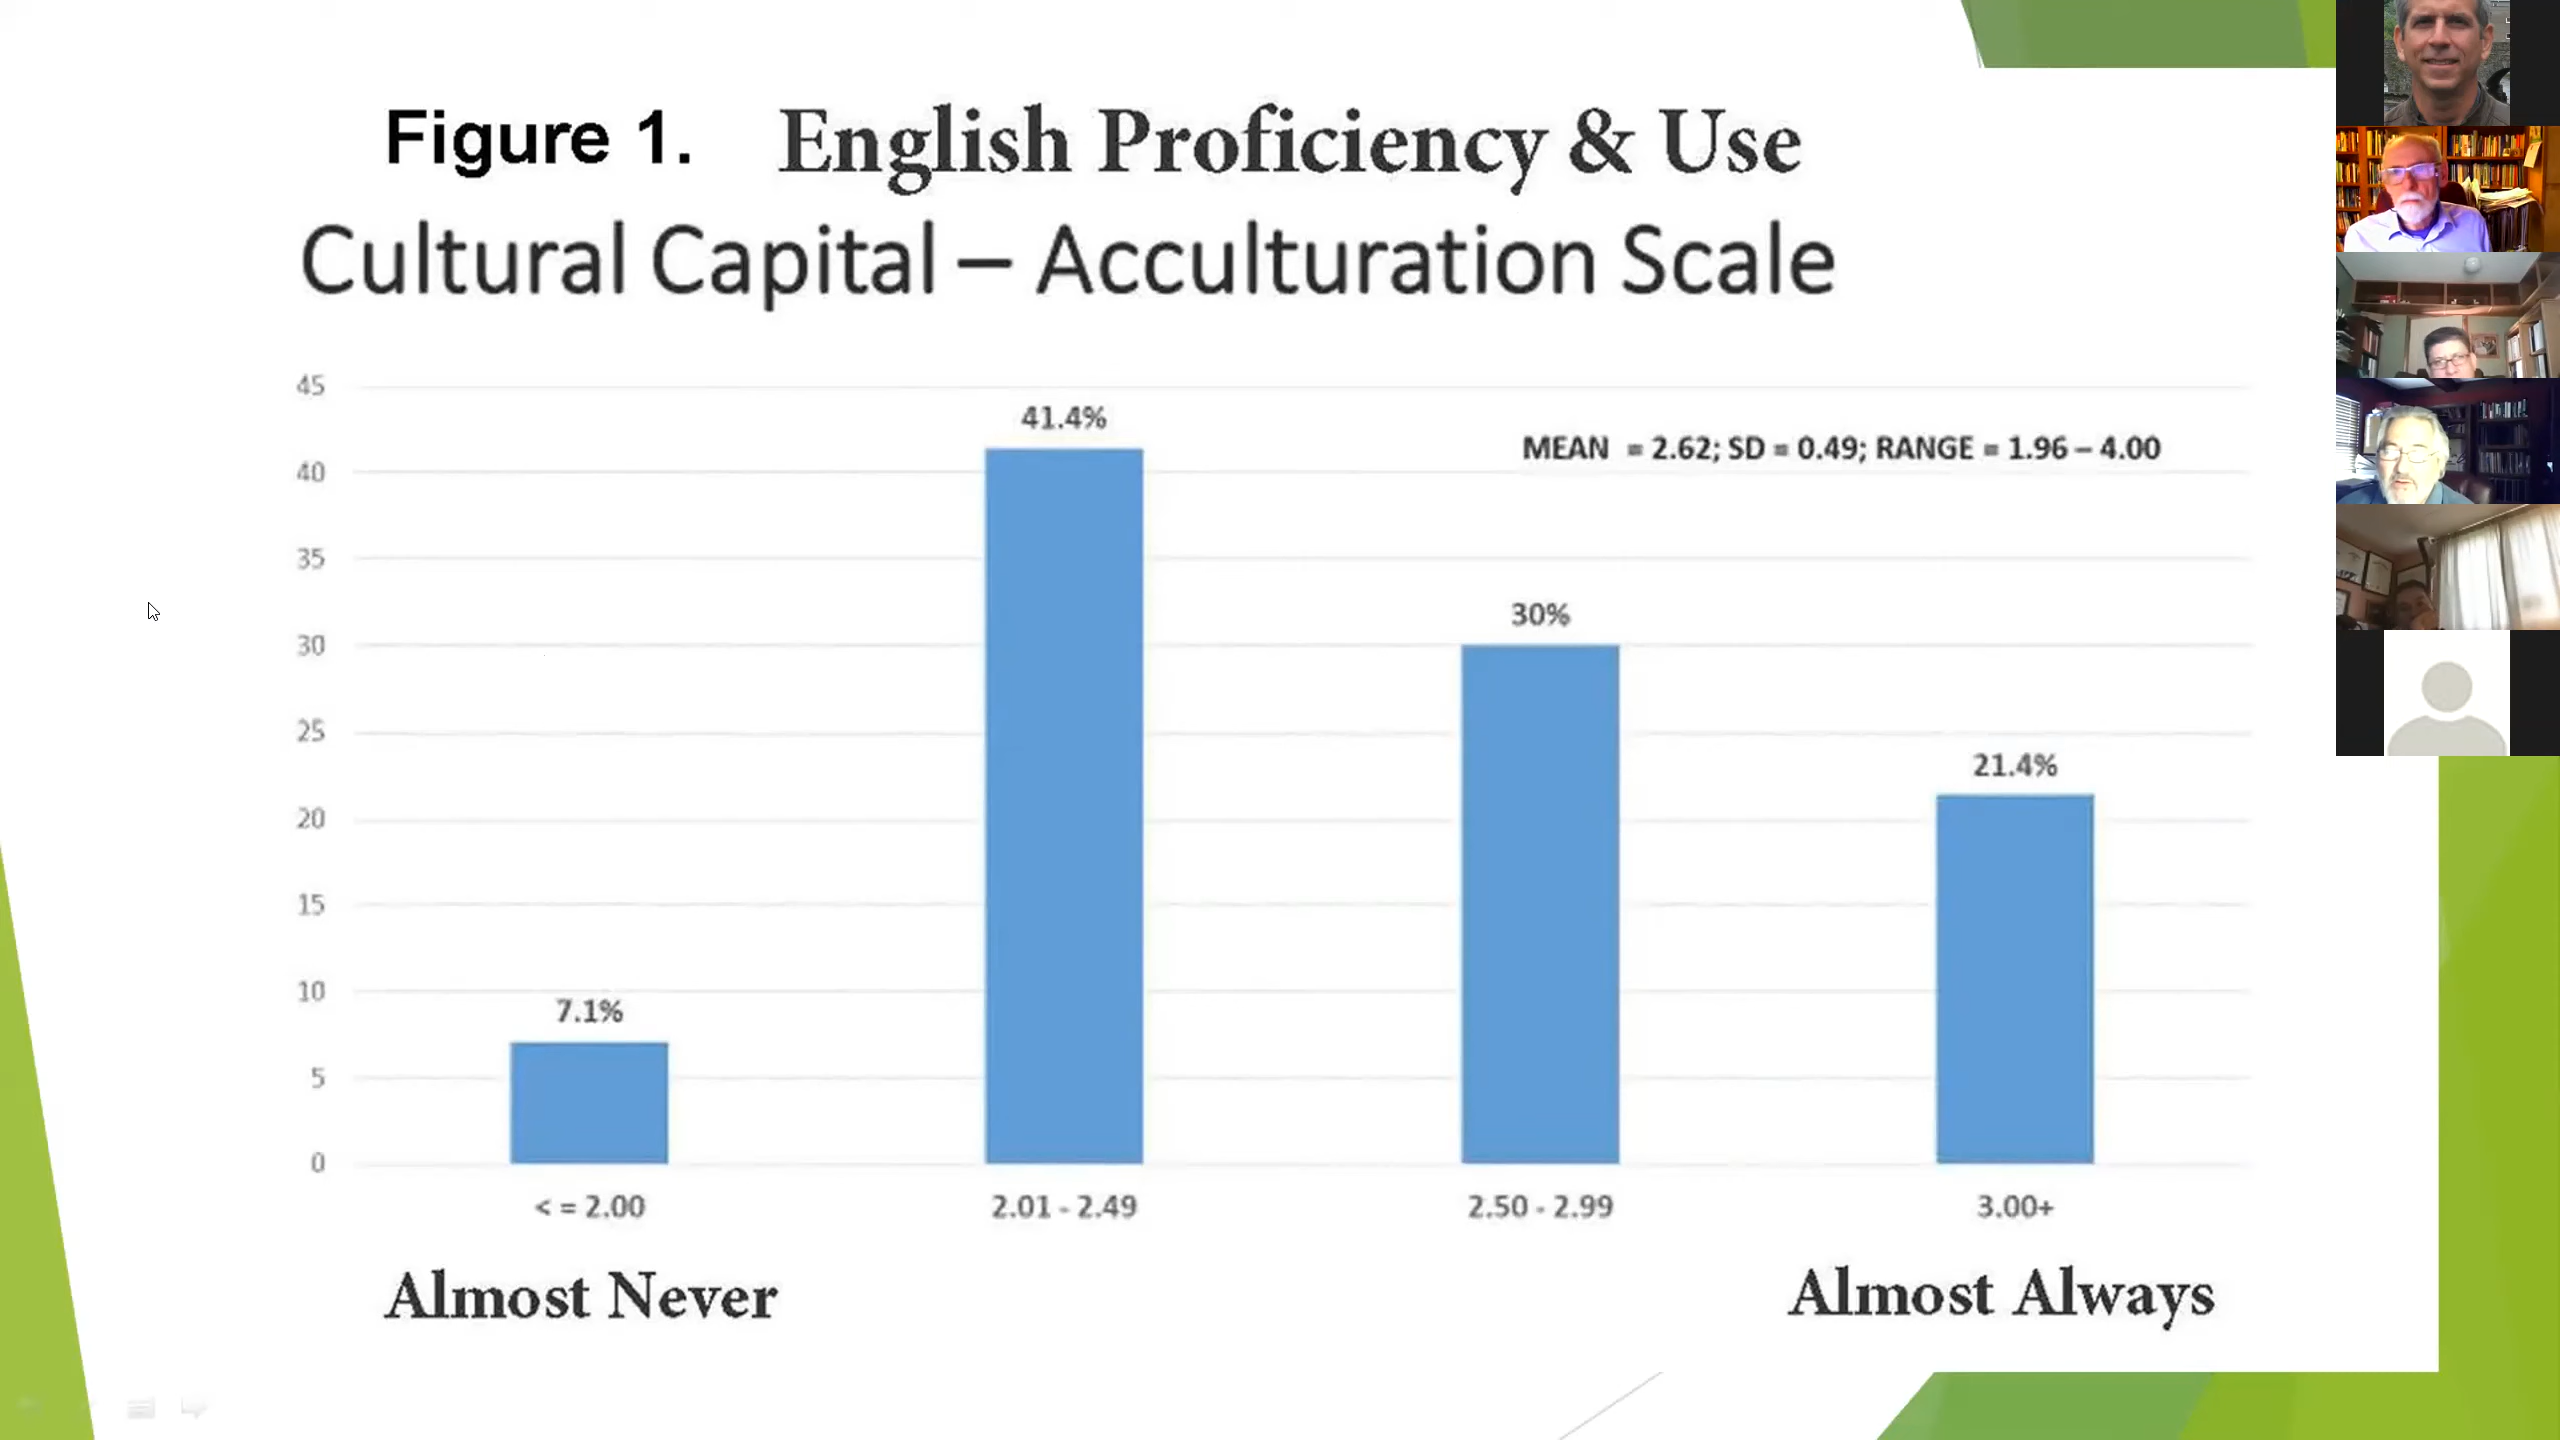 Figure 1. English Proficiency & Use
Cultural Capital – Acculturation Scale
45
41.4%
MEAN = 2.62; SD = 0.49; RANGE = 1.96 – 4.00
40
35
30%
30
25
21.4%
20
15
10
7.1%
5
0
< = 2.00 2.01 - 2.49 2.50 - 2.99 3.00+
Almost Never Almost Always